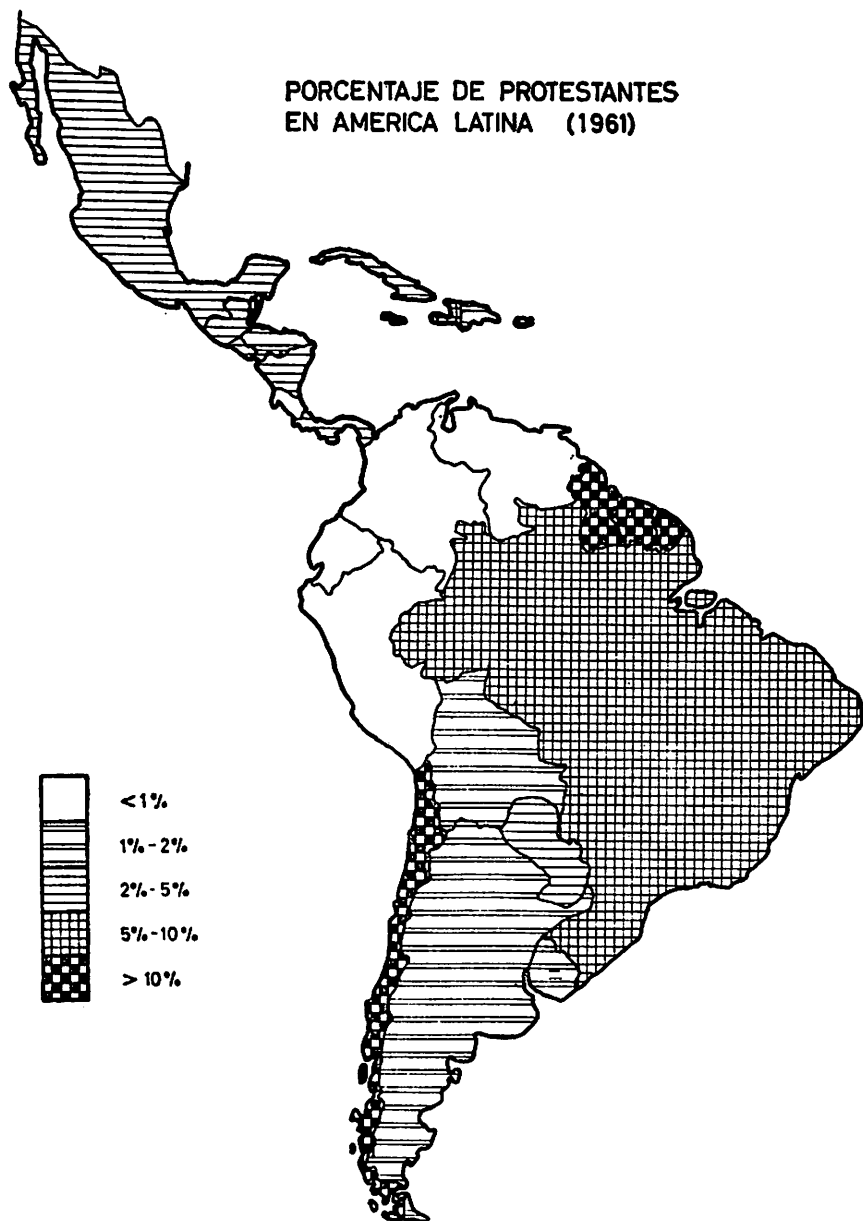 PORCENTAJE DE PROTESTANTES
EN AMERICA LATINA (1961)
<1%
1%-2%
2%-5%
5%-10%
>10%